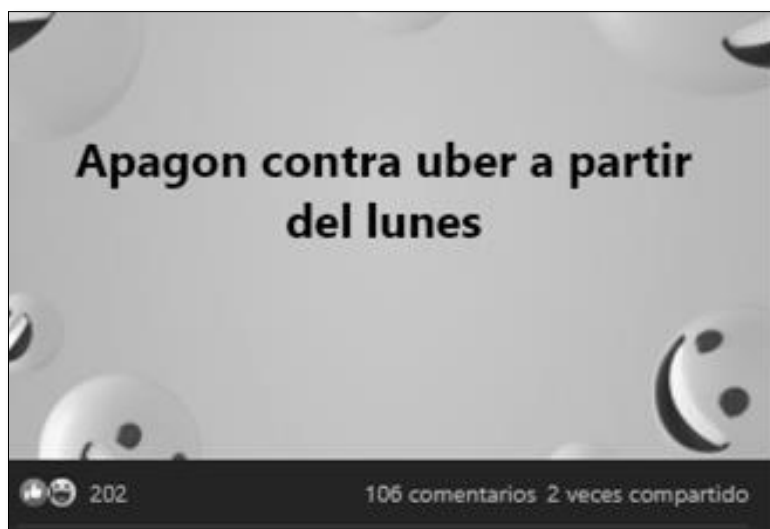 Apagon contra uber a partir
del lunes
202
106 comentarios 2 veces compartido